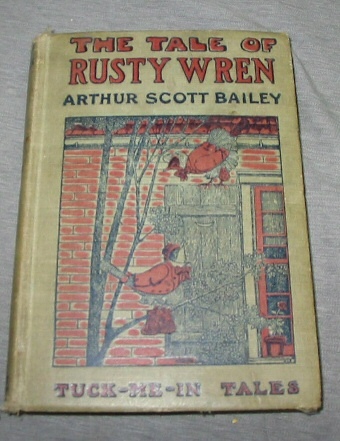 THE TALE OF
RUSTY WREN
ARTHUR SCOTT BAILEY
TUCK-ME-IN TALES